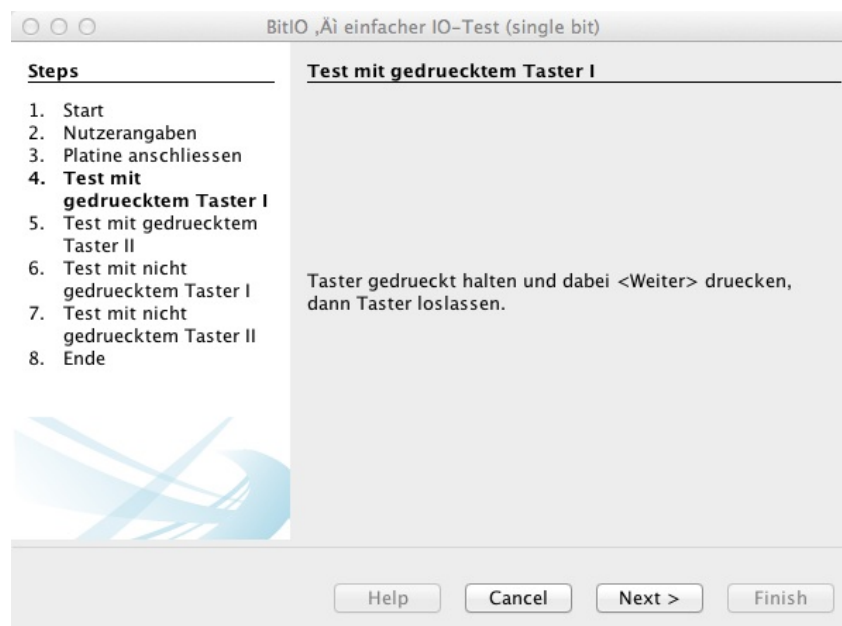 BitIO ‚Äì einfacher IO-Test (single bit)
Steps
1. Start
2. Nutzerangaben
3. Platine anschliessen
4. Test mit
gedruecktem Taster I
5. Test mit gedruecktem
Taster II
6. Test mit nicht
gedruecktem Taster I
7. Test mit nicht
gedruecktem Taster II
8. Ende
Test mit gedruecktem Taster I
Taster gedrueckt halten und dabei <Weiter> druecken,
dann Taster loslassen.
Help Cancel Next > Finish